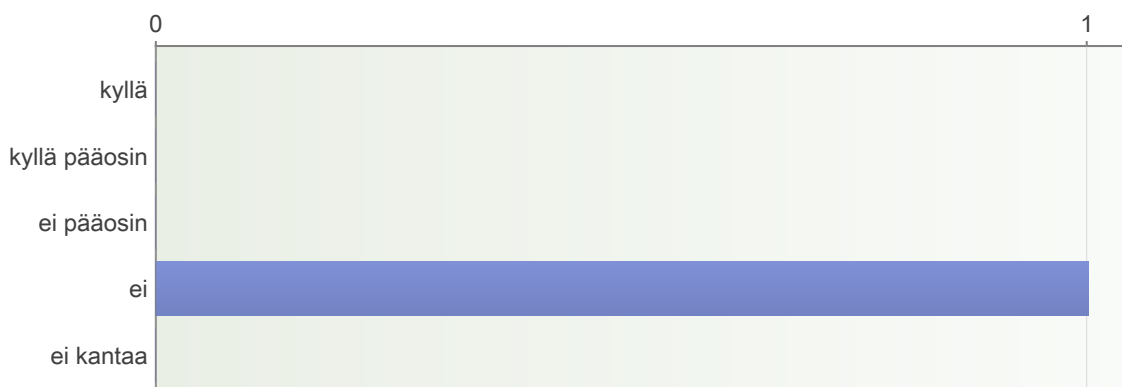 0 1
kyllä
kyllä pääosin
ei pääosin
ei
ei kantaa